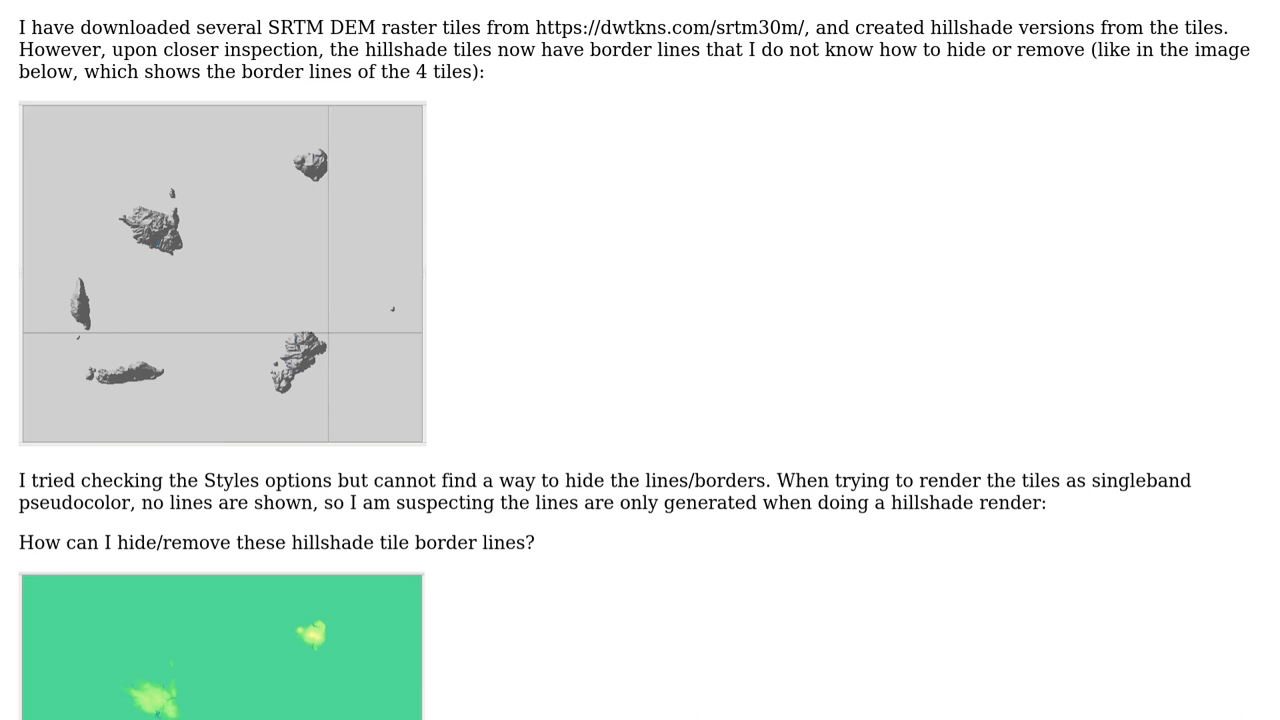 I have downloaded several SRTM DEM raster tiles from https://dwtkns.com/srtm30m/, and created hillshade versions from the tiles.
However, upon closer inspection, the hillshade tiles now have border lines that I do not know how to hide or remove (like in the image
below, which shows the border lines of the 4 tiles):
I tried checking the Styles options but cannot find a way to hide the lines/borders. When trying to render the tiles as singleband
pseudocolor, no lines are shown, so I am suspecting the lines are only generated when doing a hillshade render:
How can I hide/remove these hillshade tile border lines?